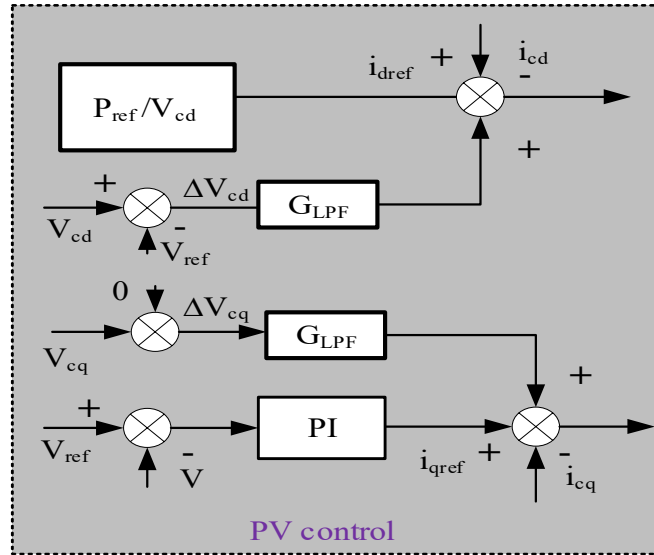 i_dref + i_cd
-
P_ref/V_cd
+
+ ΔV_cd G_LPF
V_cd - V_ref
0 ΔV_cq G_LPF
V_cq
+
+ PI
V_ref - V i_qref + - i_cq
PV control